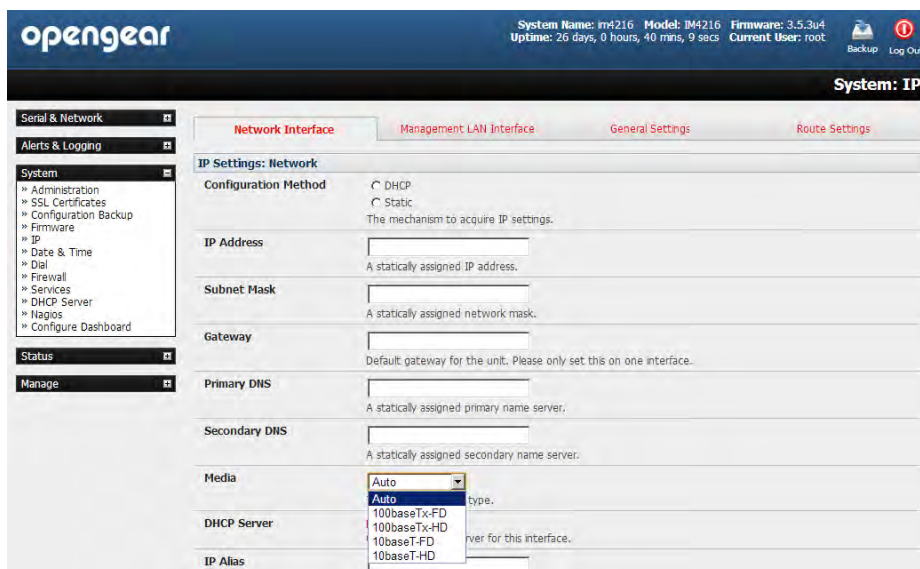 opengear
System Name: im4216 Model: IM4216 Firmware: 3.5.3u4
Uptime: 26 days, 0 hours, 40 mins, 9 secs Current User: root
Backup
Log Ou
System: IP
Serial & Network
Alerts & Logging
System
» Administration
» SSL Certificates
» Configuration Backup
» Firmware
» IP
» Date & Time
» Dial
» Firewall
» Services
» DHCP Server
» Nagios
» Configure Dashboard
Status
Manage
Network Interface
Management LAN Interface
General Settings
Route Settings
IP Settings: Network
Configuration Method
DHCP
Static
The mechanism to acquire IP settings.
IP Address
A statically assigned IP address.
Subnet Mask
A statically assigned network mask.
Gateway
Default gateway for the unit. Please only set this on one interface.
Primary DNS
A statically assigned primary name server.
Secondary DNS
A statically assigned secondary name server.
Media
Auto
Auto
100baseTx-FD
100baseTx-HD
10baseT-FD
10baseT-HD
type.
DHCP Server
rver for this interface.
IP Alias